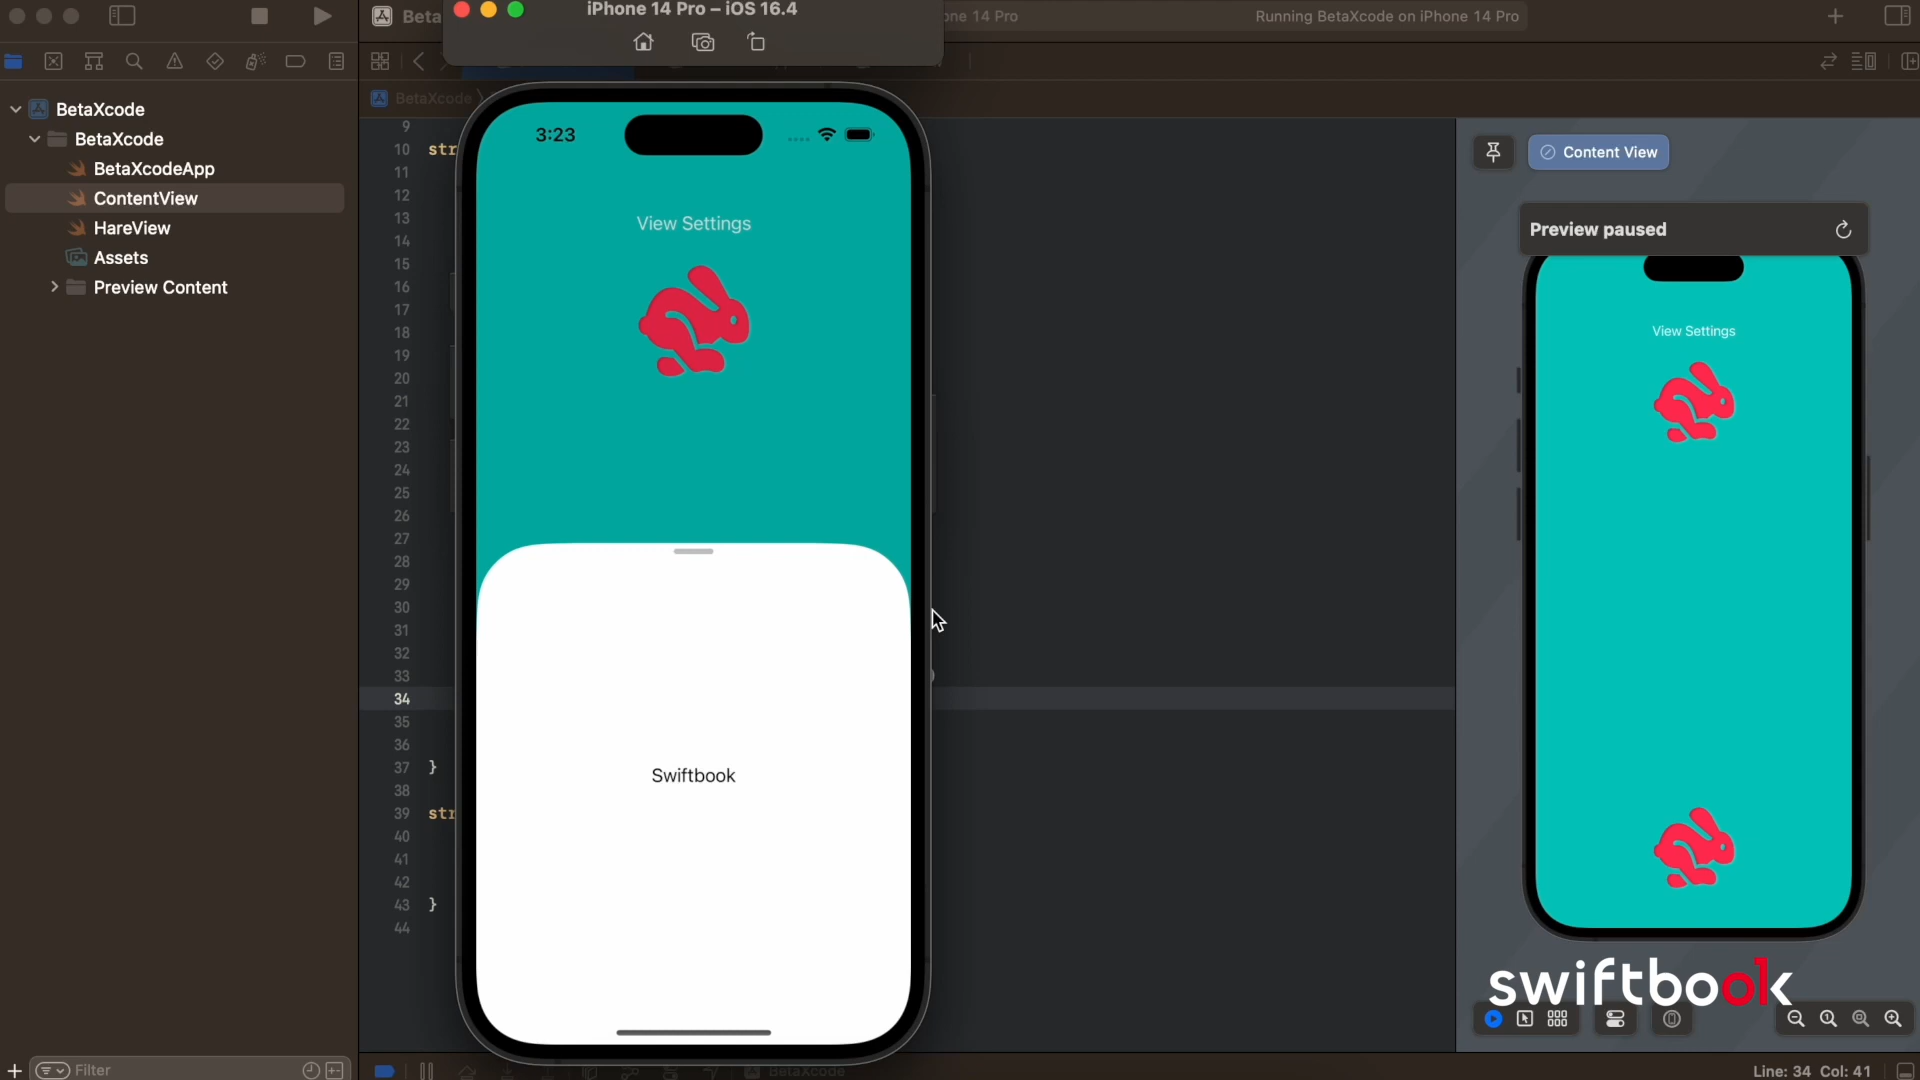 iPhone 14 Pro – iOS 16.4
Beta
one 14 Pro
Running BetaXcode on iPhone 14 Pro
BetaXcode
BetaXcode
BetaXcodeApp
ContentView
HareView
Assets
Preview Content
Filter
BetaXcode
9
10 str
11
12
13
14
15
16
17
18
19
20
21
22
23
24
25
26
27
28
29
30
31
32
33
34
35
36
37 }
38
39 str
40
41
42
43 }
44
3:23
View Settings
Swiftbook
Content View
Preview paused
View Settings
swiftbook
BetaXcode
Line: 34 Col: 41